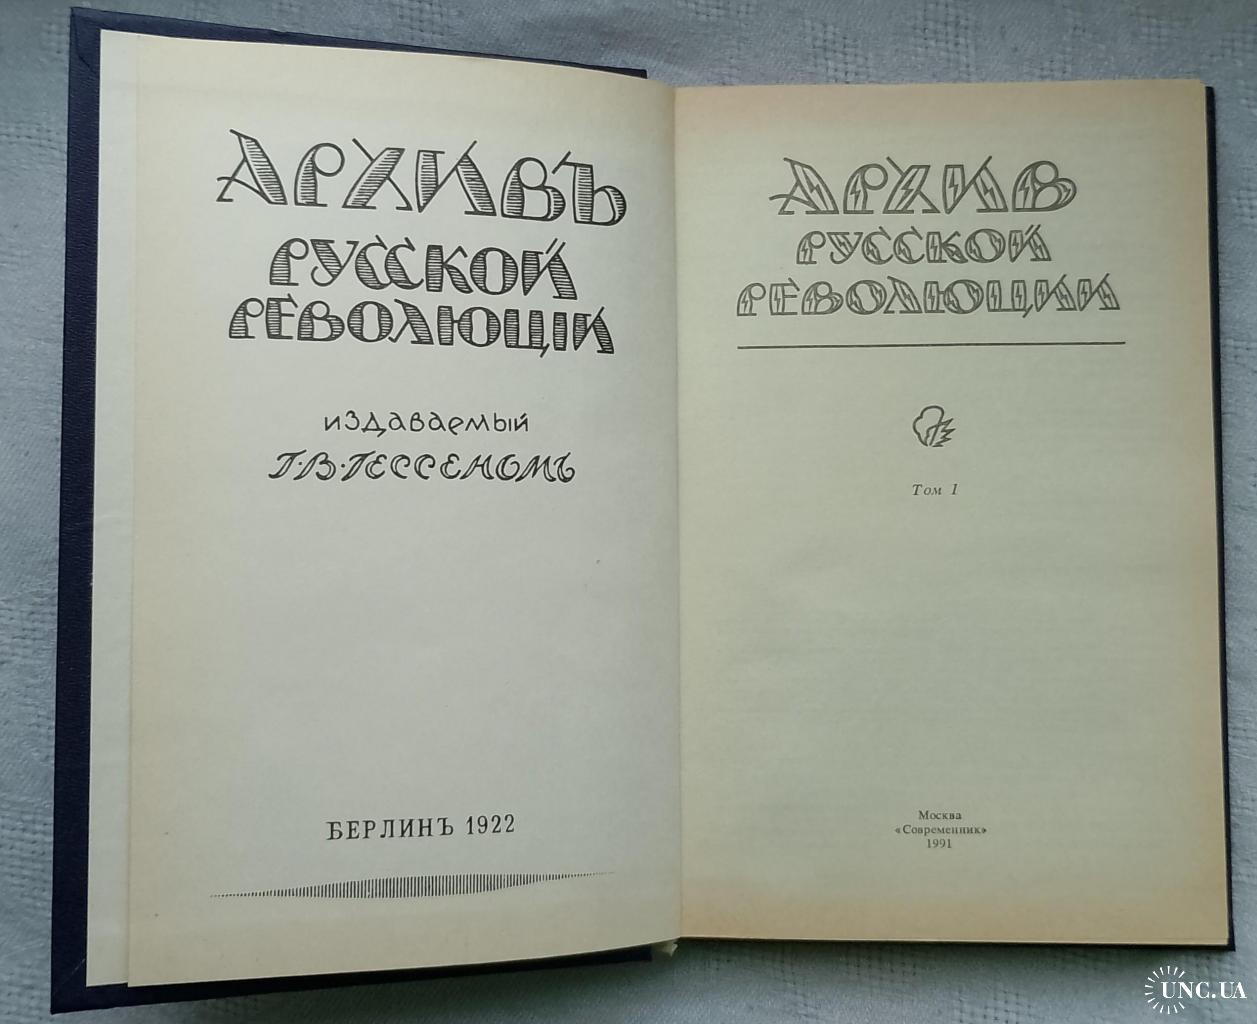 Архивъ
русской
революціи
издаваемый
Г.В.Гессеномъ
БЕРЛИНЪ 1922
Архив
русской
революции
Том 1
Москва
«Современник»
1991
UNC.UA